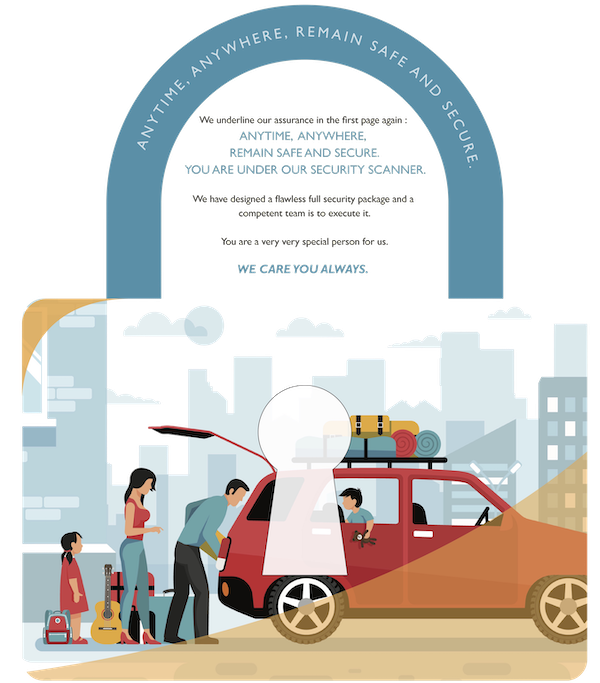 ANYTIME, ANYWHERE, REMAIN SAFE AND SECURE.
We underline our assurance in the first page again :
ANYTIME, ANYWHERE,
REMAIN SAFE AND SECURE.
YOU ARE UNDER OUR SECURITY SCANNER.
We have designed a flawless full security package and a
competent team is to execute it.
You are a very very special person for us.
WE CARE YOU ALWAYS.